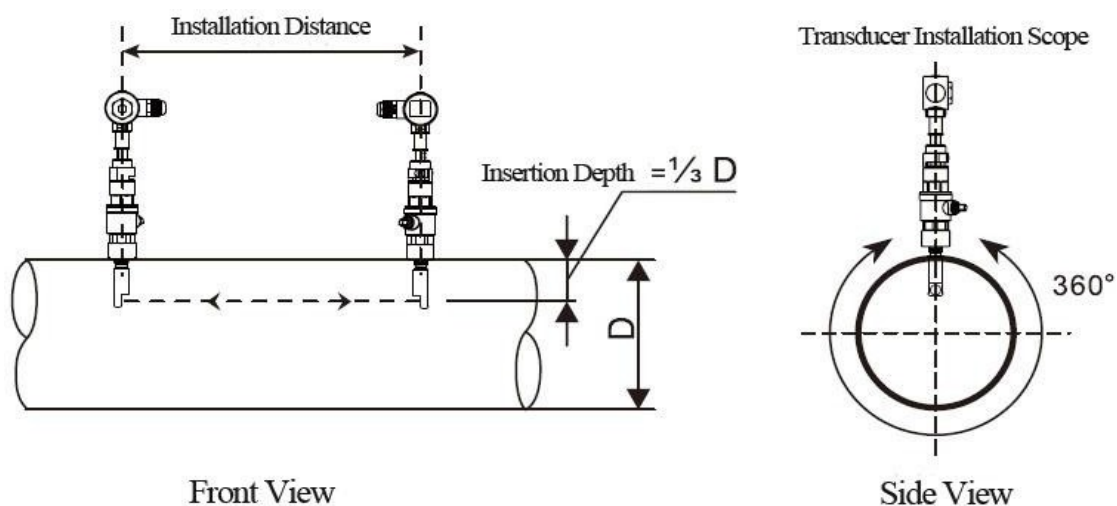 Installation Distance
Transducer Installation Scope
Insertion Depth =⅓ D
D
360°
Front View
Side View